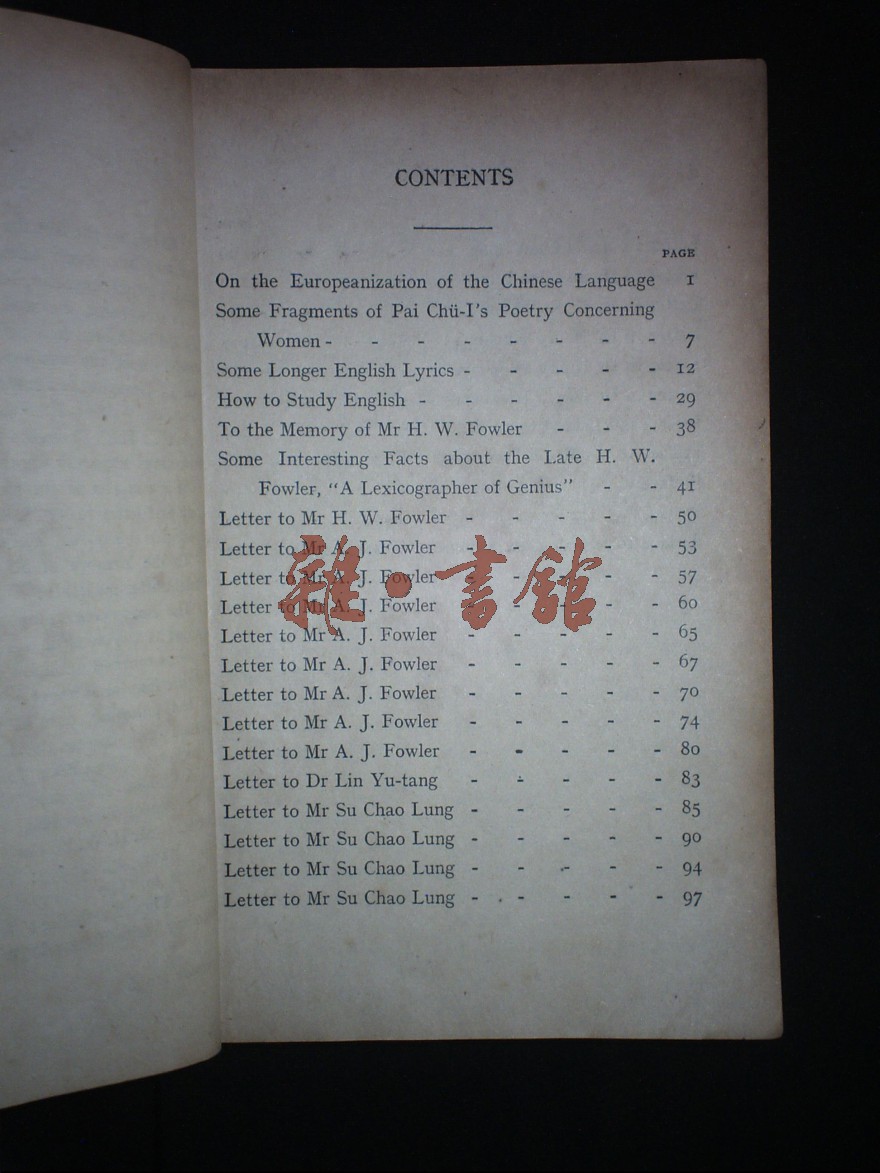 CONTENTS
PAGE
On the Europeanization of the Chinese Language 1
Some Fragments of Pai Chü-I's Poetry Concerning
Women - - - - - - - - 7
Some Longer English Lyrics - - - - - 12
How to Study English - - - - - - 29
To the Memory of Mr H. W. Fowler - - - 38
Some Interesting Facts about the Late H. W.
Fowler, "A Lexicographer of Genius" - - 41
Letter to Mr H. W. Fowler - - - - - 50
Letter to Mr A. J. Fowler - - - - - 53
Letter to Mr A. J. Fowler - - - - - 57
Letter to Mr A. J. Fowler - - - - - 60
Letter to Mr A. J. Fowler - - - - - 65
Letter to Mr A. J. Fowler - - - - - 67
Letter to Mr A. J. Fowler - - - - - 70
Letter to Mr A. J. Fowler - - - - - 74
Letter to Mr A. J. Fowler - - - - - 80
Letter to Dr Lin Yu-tang - - - - - 83
Letter to Mr Su Chao Lung - - - - - 85
Letter to Mr Su Chao Lung - - - - - 90
Letter to Mr Su Chao Lung - - - - - 94
Letter to Mr Su Chao Lung - - - - - 97
雜·書館